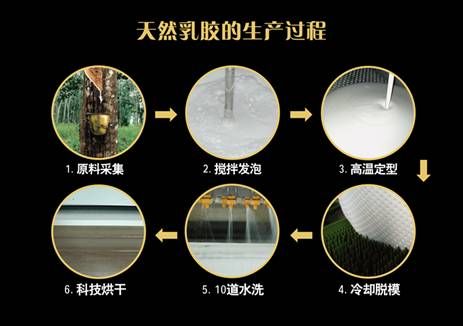 天然乳胶的生产过程
1. 原料采集
2. 搅拌发泡
3. 高温定型
4. 冷却脱模
5. 10道水洗
6. 科技烘干